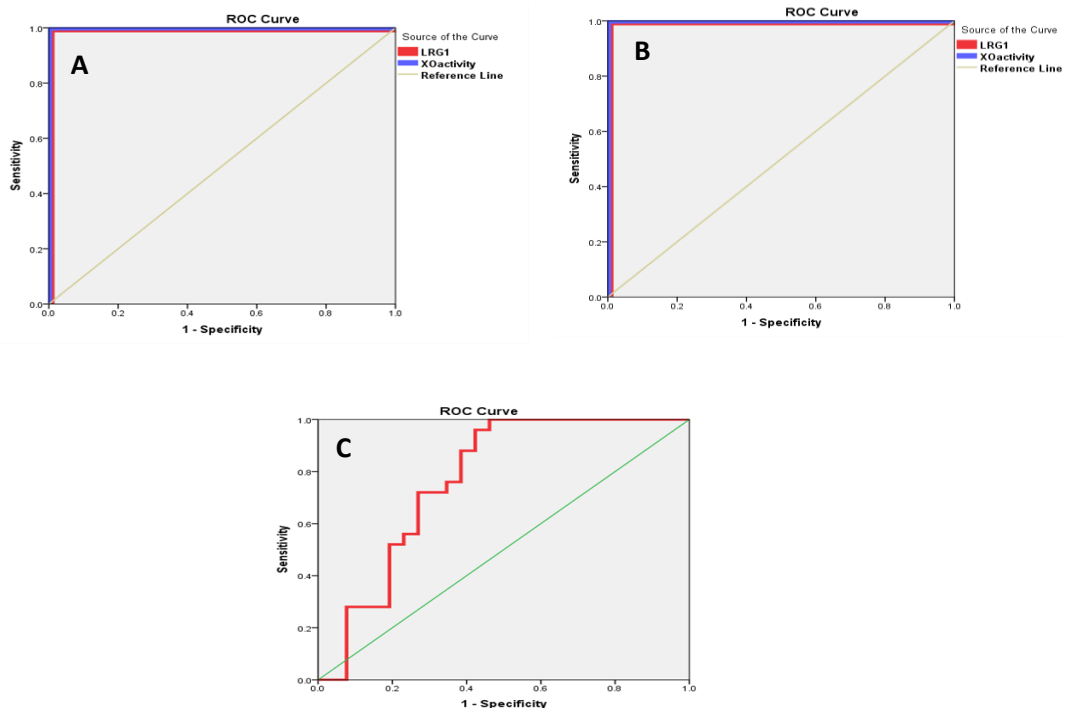 ROC Curve
A
Source of the Curve
LRG1
XOactivity
Reference Line
1.0
0.8
0.6
0.4
0.2
0.0
Sensitivity
0.0 0.2 0.4 0.6 0.8 1.0
1 - Specificity
ROC Curve
B
Source of the Curve
LRG1
XOactivity
Reference Line
1.0
0.8
0.6
0.4
0.2
0.0
Sensitivity
0.0 0.2 0.4 0.6 0.8 1.0
1 - Specificity
ROC Curve
C
1.0
0.8
0.6
0.4
0.2
0.0
Sensitivity
0.0 0.2 0.4 0.6 0.8 1.0
1 - Specificity